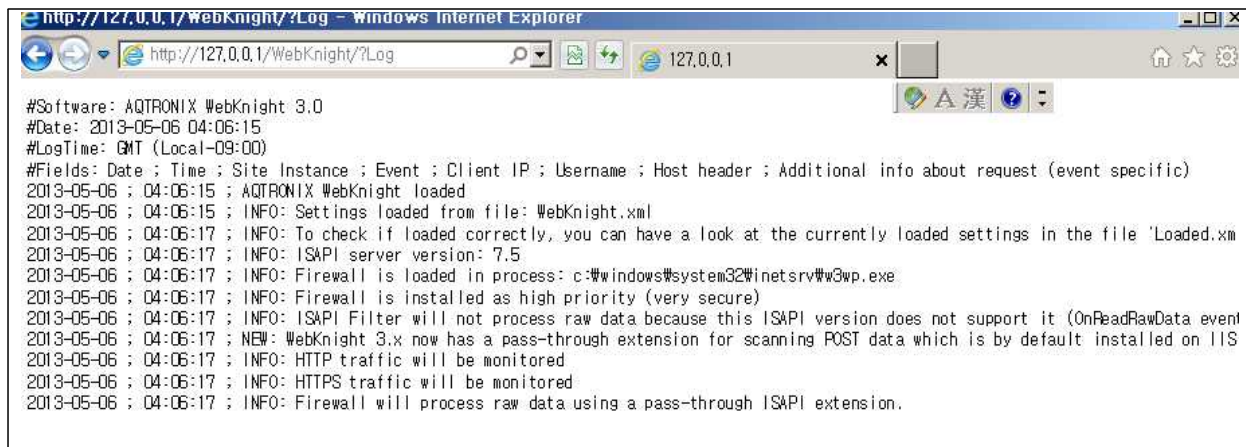 http://127.0.0.1/WebKnight/?Log - Windows Internet Explorer
http://127.0.0.1/WebKnight/?Log
127.0.0.1
A 漢
#Software: AQTRONIX WebKnight 3.0
#Date: 2013-05-06 04:06:15
#LogTime: GMT (Local-09:00)
#Fields: Date ; Time ; Site Instance ; Event ; Client IP ; Username ; Host header ; Additional info about request (event specific)
2013-05-06 ; 04:06:15 ; AQTRONIX WebKnight loaded
2013-05-06 ; 04:06:15 ; INFO: Settings loaded from file: WebKnight.xml
2013-05-06 ; 04:06:17 ; INFO: To check if loaded correctly, you can have a look at the currently loaded settings in the file 'Loaded.xm
2013-05-06 ; 04:06:17 ; INFO: ISAPI server version: 7.5
2013-05-06 ; 04:06:17 ; INFO: Firewall is loaded in process: c:₩windows₩system32₩inetsrv₩w3wp.exe
2013-05-06 ; 04:06:17 ; INFO: Firewall is installed as high priority (very secure)
2013-05-06 ; 04:06:17 ; INFO: ISAPI Filter will not process raw data because this ISAPI version does not support it (OnReadRawData event
2013-05-06 ; 04:06:17 ; NEW: WebKnight 3.x now has a pass-through extension for scanning POST data which is by default installed on IIS
2013-05-06 ; 04:06:17 ; INFO: HTTP traffic will be monitored
2013-05-06 ; 04:06:17 ; INFO: HTTPS traffic will be monitored
2013-05-06 ; 04:06:17 ; INFO: Firewall will process raw data using a pass-through ISAPI extension.